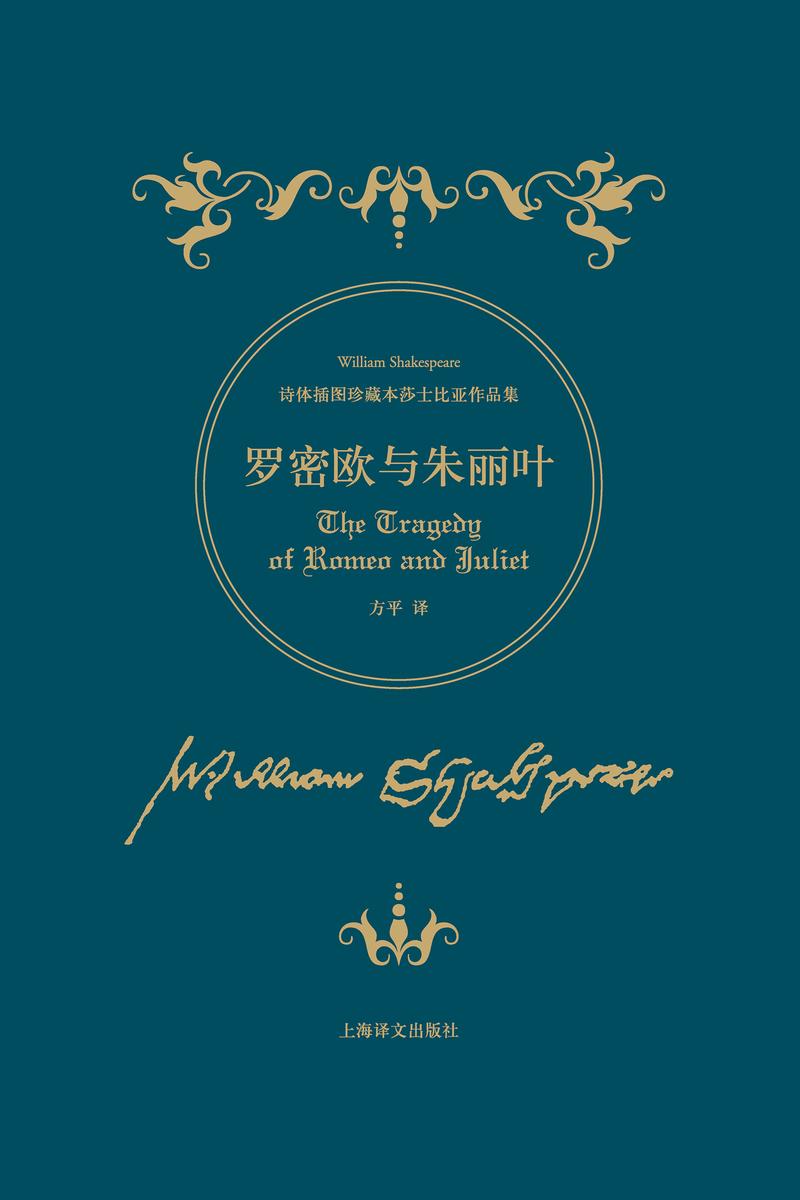 William Shakespeare
诗体插图珍藏本莎士比亚作品集
罗密欧与朱丽叶
The Tragedy
of Romeo and Juliet
方平 译
William Shakspeare
上海译文出版社